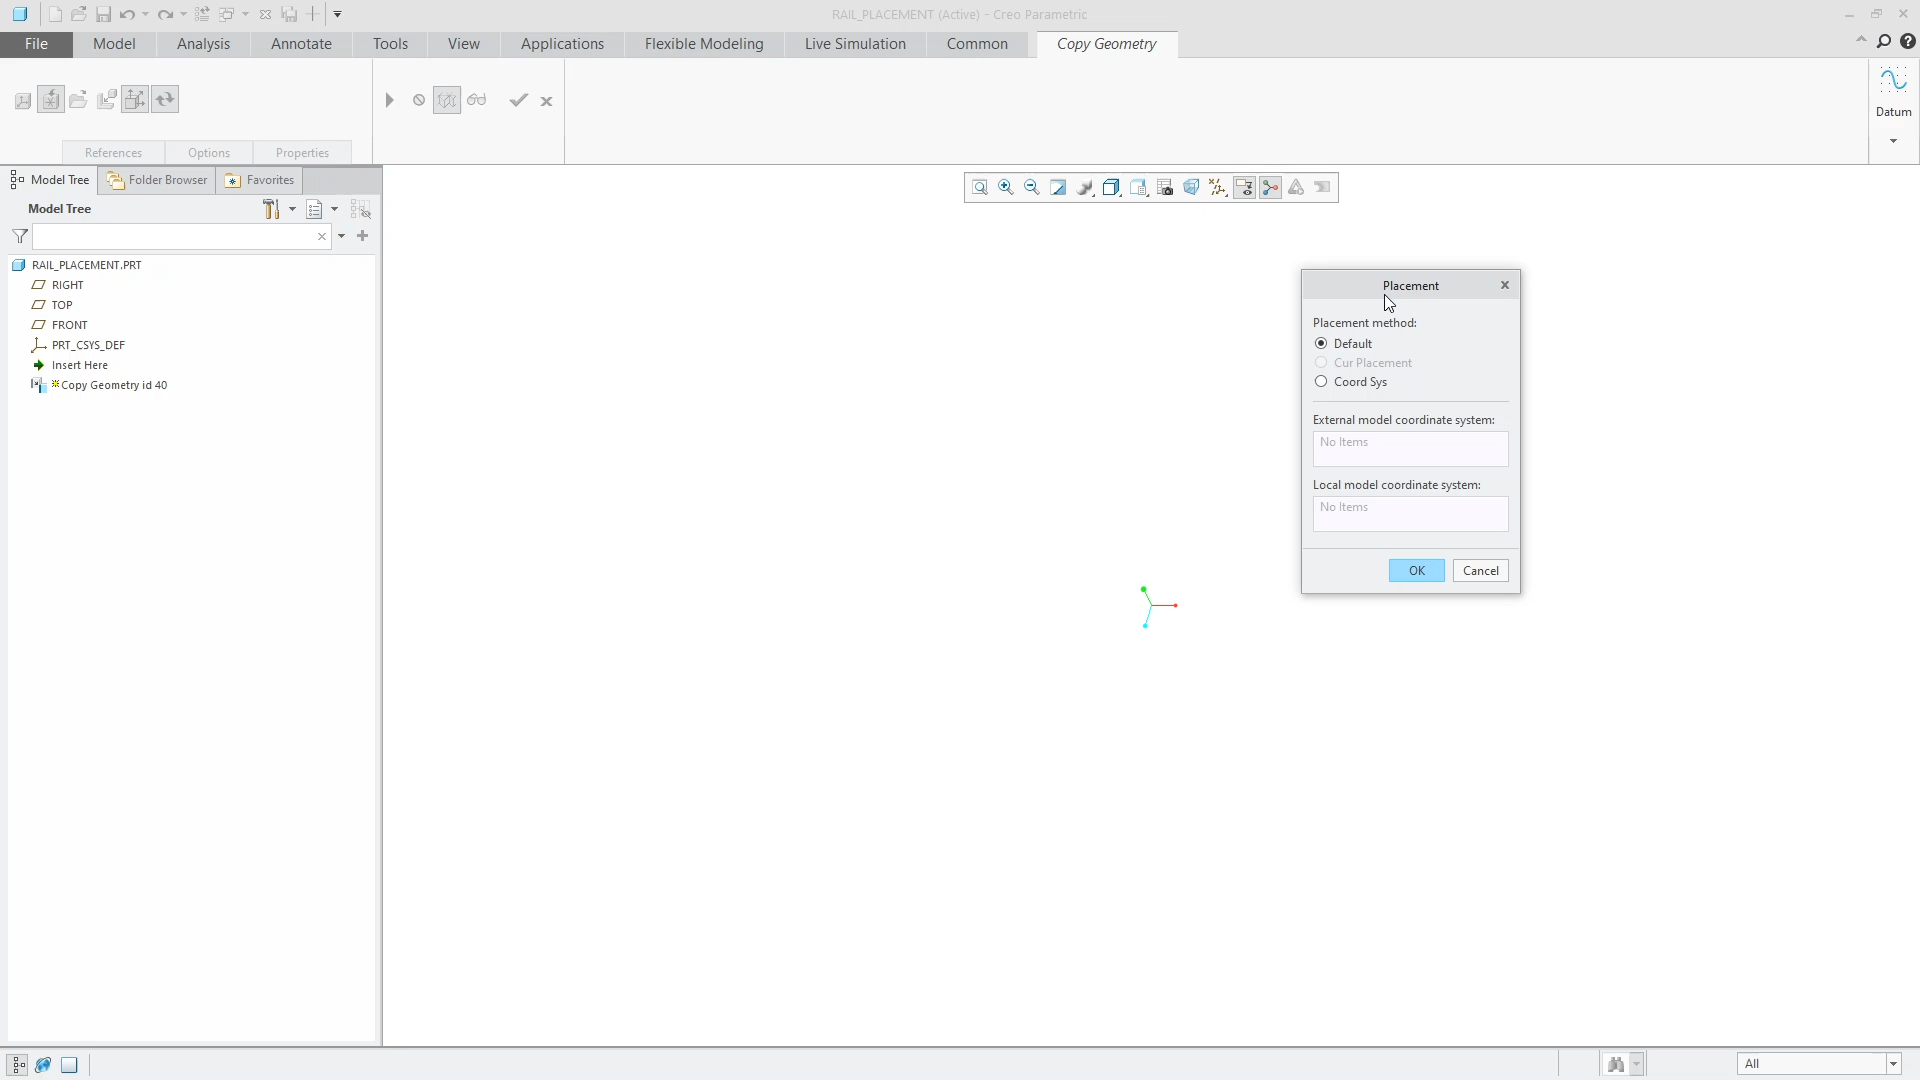 RAIL_PLACEMENT (Active) - Creo Parametric
File
Model
Analysis
Annotate
Tools
View
Applications
Flexible Modeling
Live Simulation
Common
Copy Geometry
Datum
References
Options
Properties
Model Tree
Folder Browser
Favorites
Model Tree
RAIL_PLACEMENT.PRT
RIGHT
TOP
FRONT
PRT_CSYS_DEF
Insert Here
Copy Geometry id 40
Placement
Placement method:
Default
Cur Placement
Coord Sys
External model coordinate system:
No Items
Local model coordinate system:
No Items
OK
Cancel
All